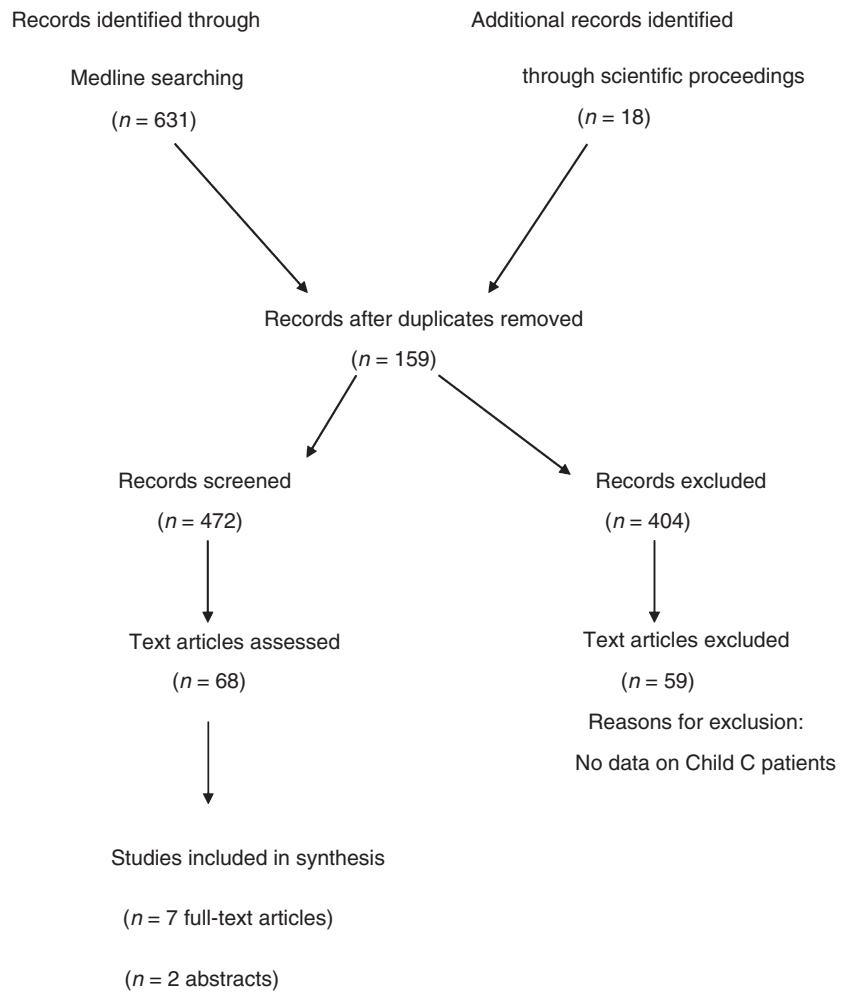 Records identified through
Medline searching
(n = 631)
Additional records identified
through scientific proceedings
(n = 18)
Records after duplicates removed
(n = 159)
Records screened
(n = 472)
Records excluded
(n = 404)
Text articles assessed
(n = 68)
Text articles excluded
(n = 59)
Reasons for exclusion:
No data on Child C patients
Studies included in synthesis
(n = 7 full-text articles)
(n = 2 abstracts)